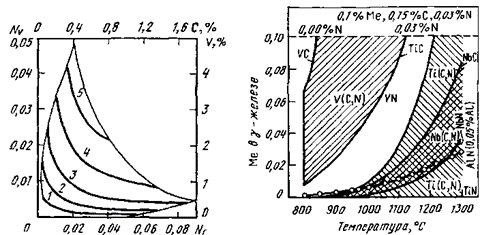 N_V 0 0,4 0,8 1,2 1,6 С,%
V,%
0,05
0,04
0,03
0,02
0,01
4
3
2
1
0
1
2
3
4
5
0 0,02 0,04 0,06 0,08 N_г
0,1% Me, 0,75% C, 0,03% N
0,00% N
0,03% N
0,10
0,08
0,06
0,04
0,02
0,00
Me в γ-железе
VC
V(C,N)
VN
TiC
Ti(C,N)
NbC
Nb(C,N)
AlN(0,05%Al)
Ti(C,N)
TiN
800 900 1000 1100 1200 1300
Температура, °С